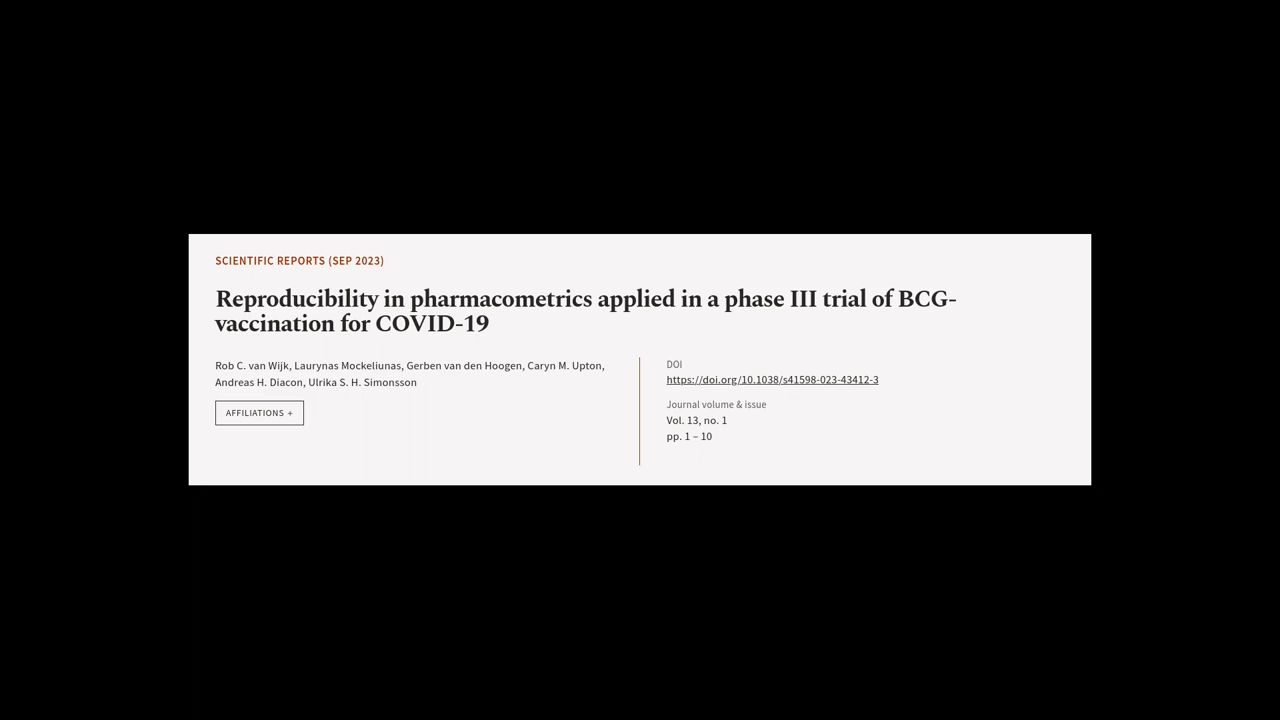 SCIENTIFIC REPORTS (SEP 2023)
Reproducibility in pharmacometrics applied in a phase III trial of BCG-
vaccination for COVID-19
Rob C. van Wijk, Laurynas Mockeliunas, Gerben van den Hoogen, Caryn M. Upton,
Andreas H. Diacon, Ulrika S. H. Simonsson
AFFILIATIONS +
DOI
https://doi.org/10.1038/s41598-023-43412-3
Journal volume & issue
Vol. 13, no. 1
pp. 1 – 10